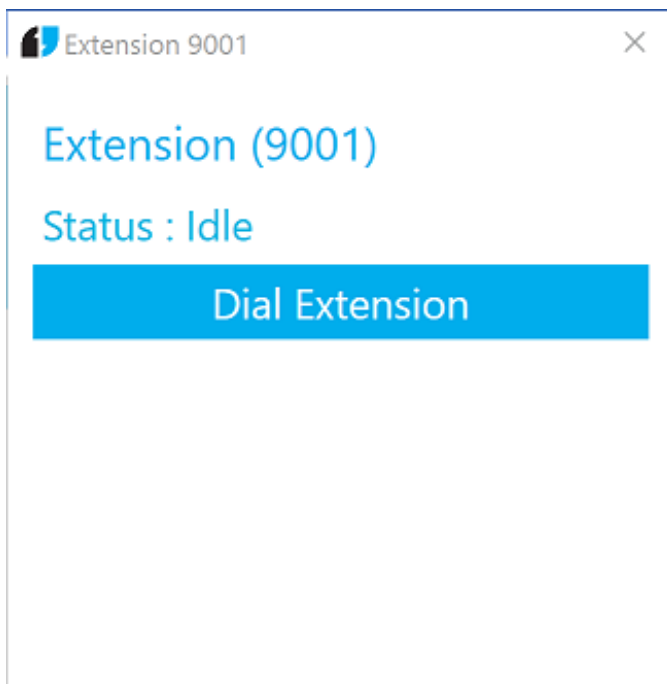 Extension 9001
Extension (9001)
Status : Idle
Dial Extension